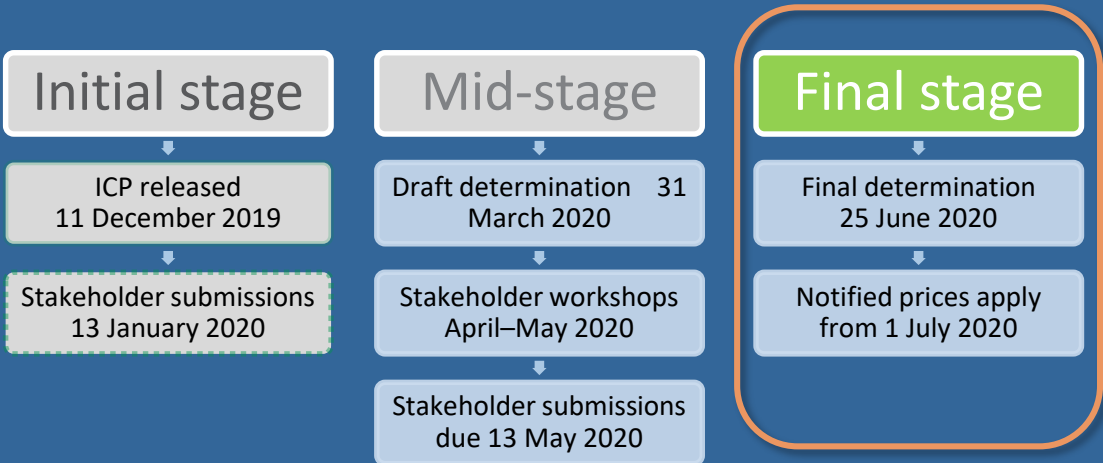 Initial stage
ICP released
11 December 2019
Stakeholder submissions
13 January 2020
Mid-stage
Draft determination 31
March 2020
Stakeholder workshops
April–May 2020
Stakeholder submissions
due 13 May 2020
Final stage
Final determination
25 June 2020
Notified prices apply
from 1 July 2020